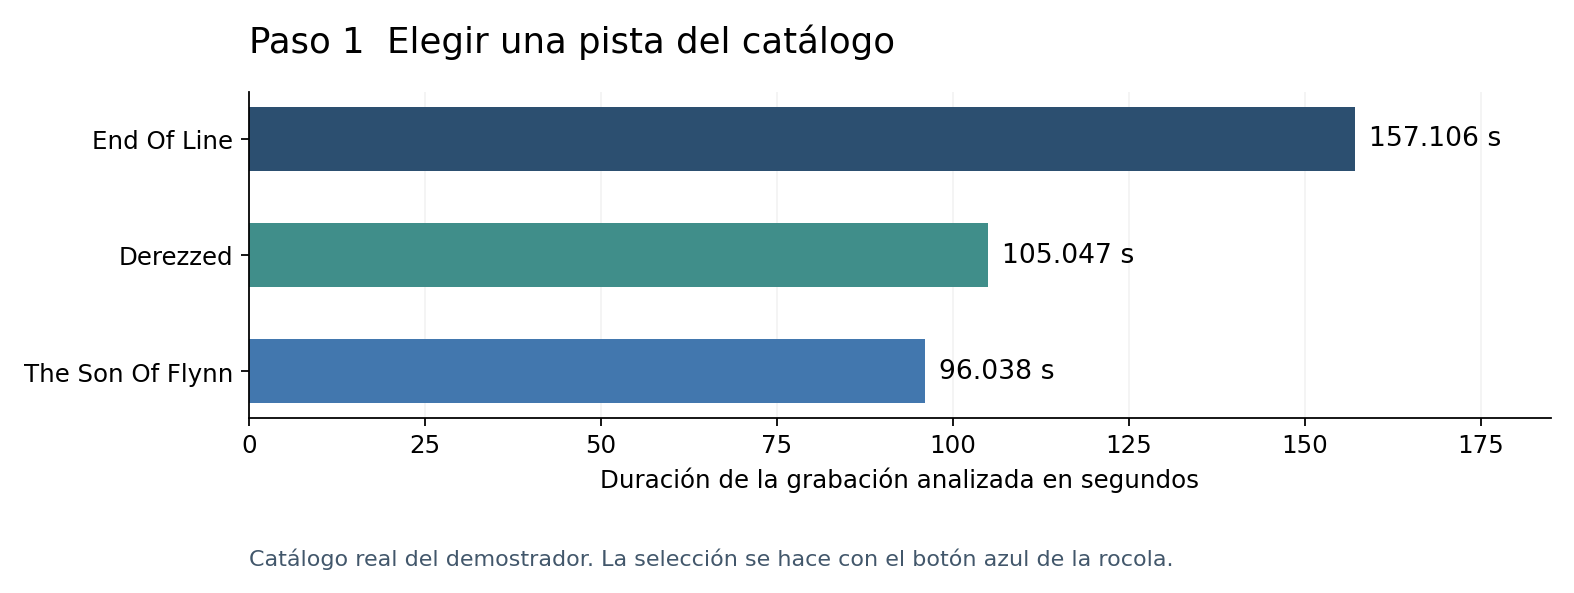 Paso 1  Elegir una pista del catálogo
End Of Line
157.106 s
Derezzed
105.047 s
The Son Of Flynn
96.038 s
0 25 50 75 100 125 150 175
Duración de la grabación analizada en segundos
Catálogo real del demostrador. La selección se hace con el botón azul de la rocola.